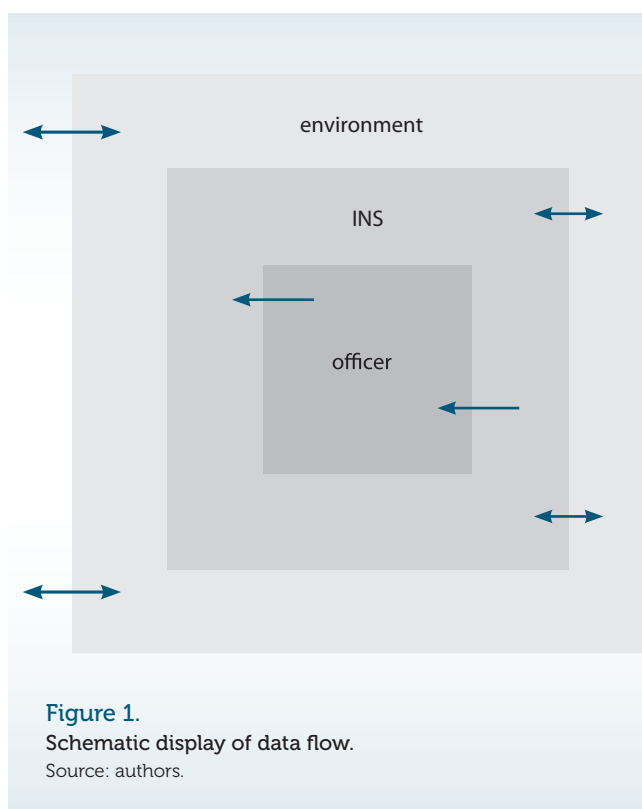 environment
INS
officer
Figure 1.
Schematic display of data flow.
Source: authors.